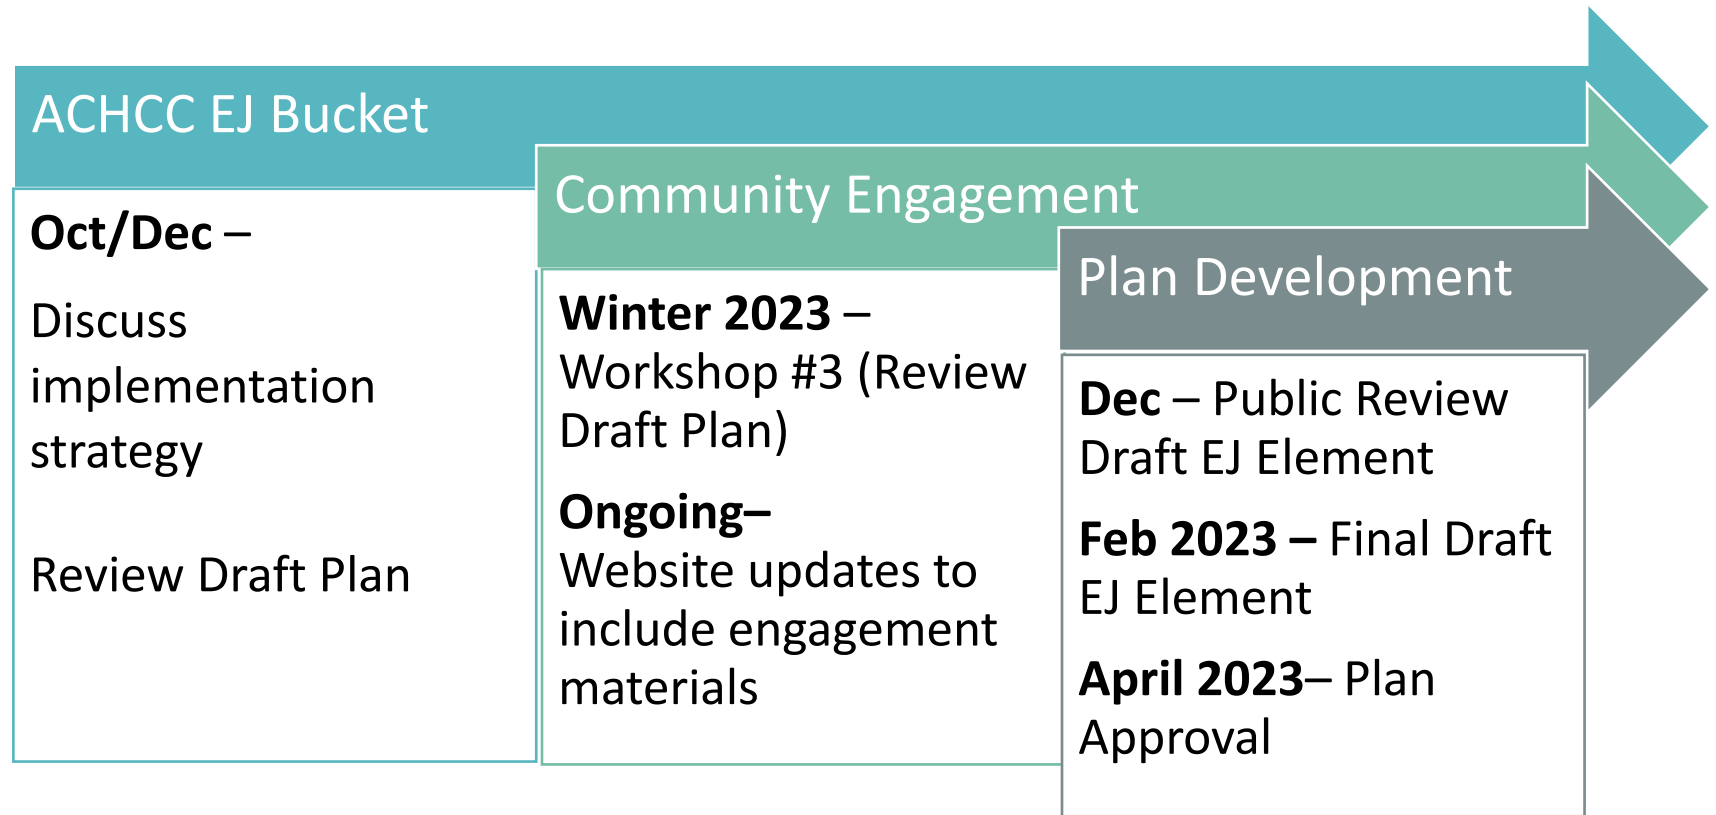 ACHCC EJ Bucket
Oct/Dec –
Discuss
implementation
strategy
Review Draft Plan
Community Engagement
Winter 2023 –
Workshop #3 (Review
Draft Plan)
Ongoing–
Website updates to
include engagement
materials
Plan Development
Dec – Public Review
Draft EJ Element
Feb 2023 – Final Draft
EJ Element
April 2023– Plan
Approval